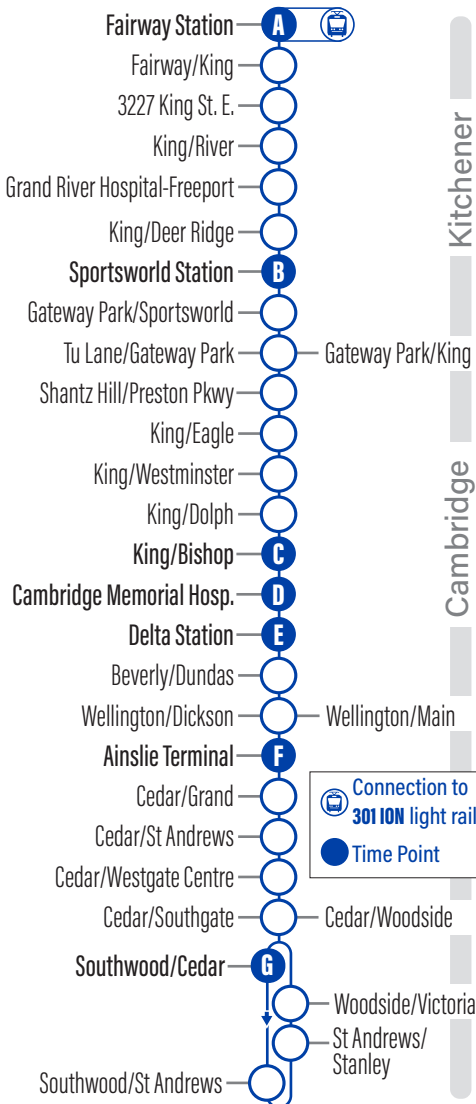 Fairway Station A
Fairway/King
3227 King St. E.
King/River
Grand River Hospital-Freeport
King/Deer Ridge
Sportsworld Station B
Gateway Park/Sportsworld
Tu Lane/Gateway Park Gateway Park/King
Shantz Hill/Preston Pkwy
King/Eagle
King/Westminster
King/Dolph
King/Bishop C
Cambridge Memorial Hosp. D
Delta Station E
Beverly/Dundas
Wellington/Dickson Wellington/Main
Ainslie Terminal F
Cedar/Grand
Cedar/St Andrews
Cedar/Westgate Centre
Cedar/Southgate Cedar/Woodside
Southwood/Cedar G
Woodside/Victoria
St Andrews/
Stanley
Southwood/St Andrews
Kitchener
Cambridge
Connection to
301 ION light rail
Time Point